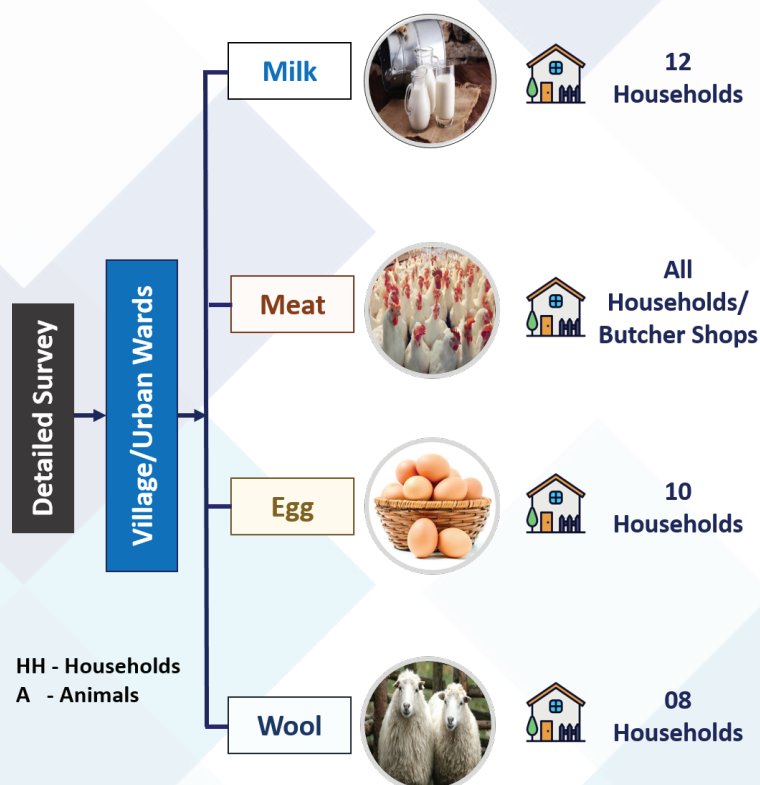 Detailed Survey
Village/Urban Wards
Milk
12
Households
Meat
All
Households/
Butcher Shops
Egg
10
Households
Wool
08
Households
HH - Households
A - Animals